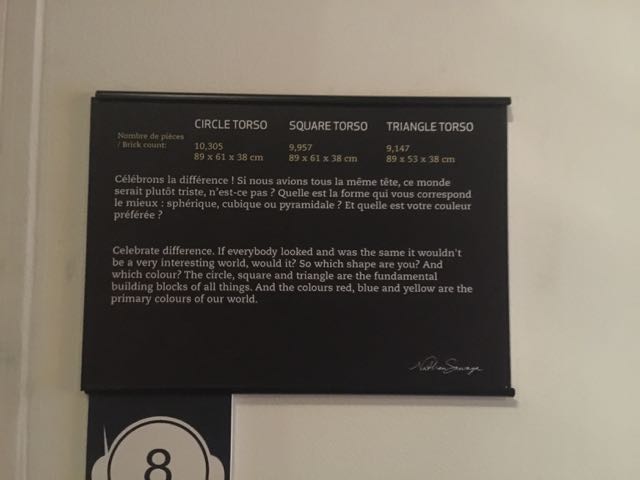 CIRCLE TORSO SQUARE TORSO TRIANGLE TORSO
Nombre de pièces
/ Brick count:
10,305 9,957 9,147
89 x 61 x 38 cm 89 x 61 x 38 cm 89 x 53 x 38 cm
Célébrons la différence ! Si nous avions tous la même tête, ce monde
serait plutôt triste, n'est-ce pas ? Quelle est la forme qui vous correspond
le mieux : sphérique, cubique ou pyramidale ? Et quelle est votre couleur
préférée ?
Celebrate difference. If everybody looked and was the same it wouldn't
be a very interesting world, would it? So which shape are you? And
which colour? The circle, square and triangle are the fundamental
building blocks of all things. And the colours red, blue and yellow are the
primary colours of our world.
Nathan Sawaya
8